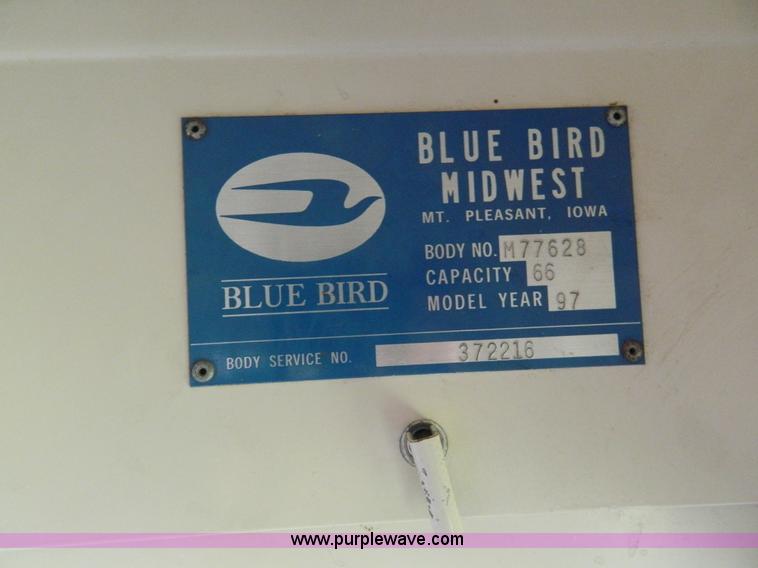 BLUE BIRD
MIDWEST
MT. PLEASANT, IOWA
BODY NO. M77628
CAPACITY 66
MODEL YEAR 97
BLUE BIRD
BODY SERVICE NO. 372216
www.purplewave.com